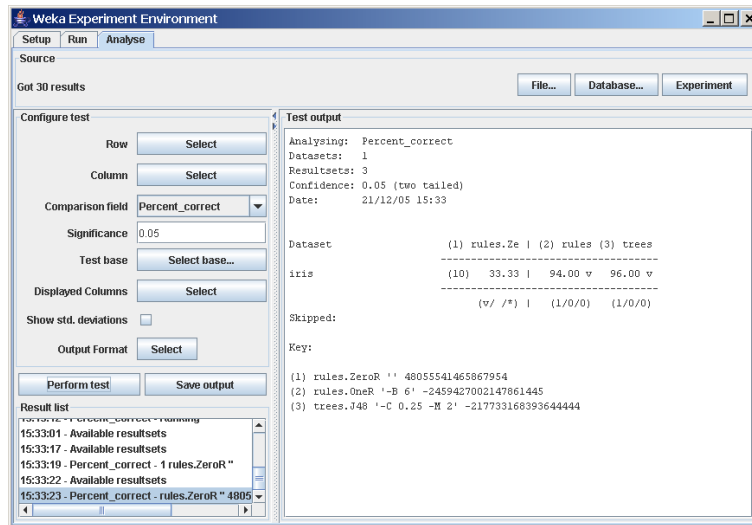 Weka Experiment Environment
Setup Run Analyse
Source
Got 30 results
File... Database... Experiment
Configure test
Row Select
Column Select
Comparison field Percent_correct
Significance 0.05
Test base Select base...
Displayed Columns Select
Show std. deviations
Output Format Select
Perform test Save output
Result list
15:33:01 - Available resultsets
15:33:17 - Available resultsets
15:33:19 - Percent_correct - 1 rules.ZeroR ''
15:33:22 - Available resultsets
15:33:23 - Percent_correct - rules.ZeroR '' 4805
Test output
Analysing: Percent_correct
Datasets: 1
Resultsets: 3
Confidence: 0.05 (two tailed)
Date: 21/12/05 15:33
Dataset (1) rules.Ze | (2) rules (3) trees
----------------------------------
iris (10) 33.33 | 94.00 v 96.00 v
----------------------------------
(v/ /*) | (1/0/0) (1/0/0)
Skipped:
Key:
(1) rules.ZeroR '' 48055541465867954
(2) rules.OneR '-B 6' -2459427002147861445
(3) trees.J48 '-C 0.25 -M 2' -217733168393644444